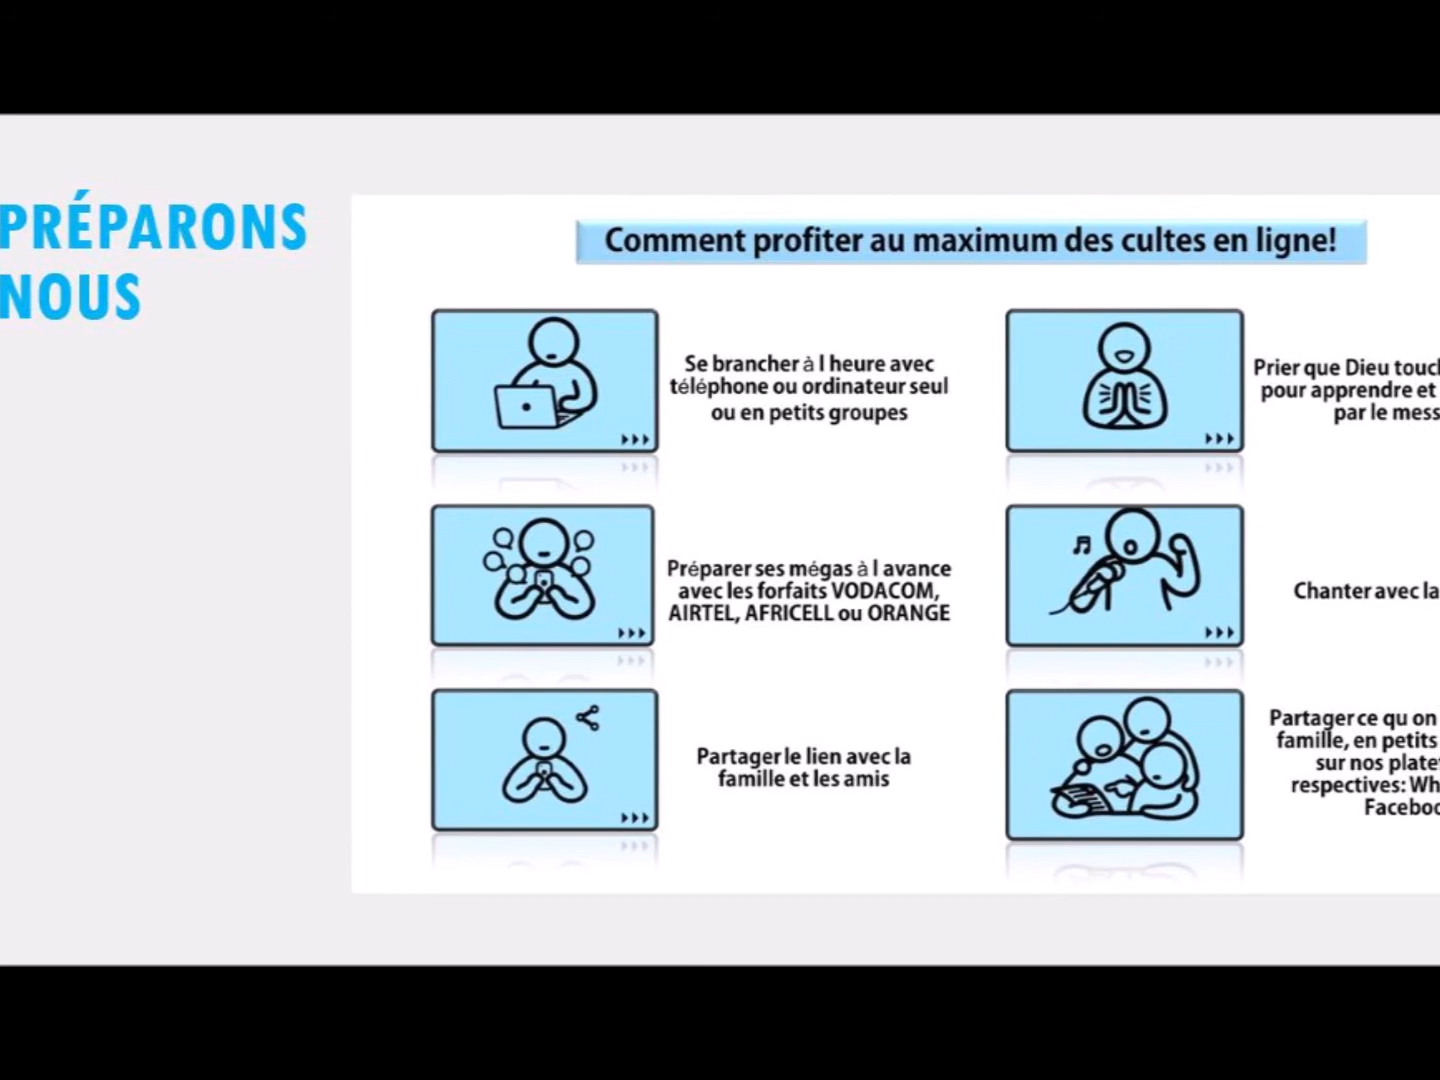 PRÉPARONS
NOUS
Comment profiter au maximum des cultes en ligne!
Se brancher à l heure avec
téléphone ou ordinateur seul
ou en petits groupes
Prier que Dieu
pour apprendre et
par le
Préparer ses mégas à l avance
avec les forfaits VODACOM,
AIRTEL, AFRICELL ou ORANGE
Chanter avec la
Partager le lien avec la
famille et les amis
Partager ce qu on
famille, en petits
sur nos
respectives: